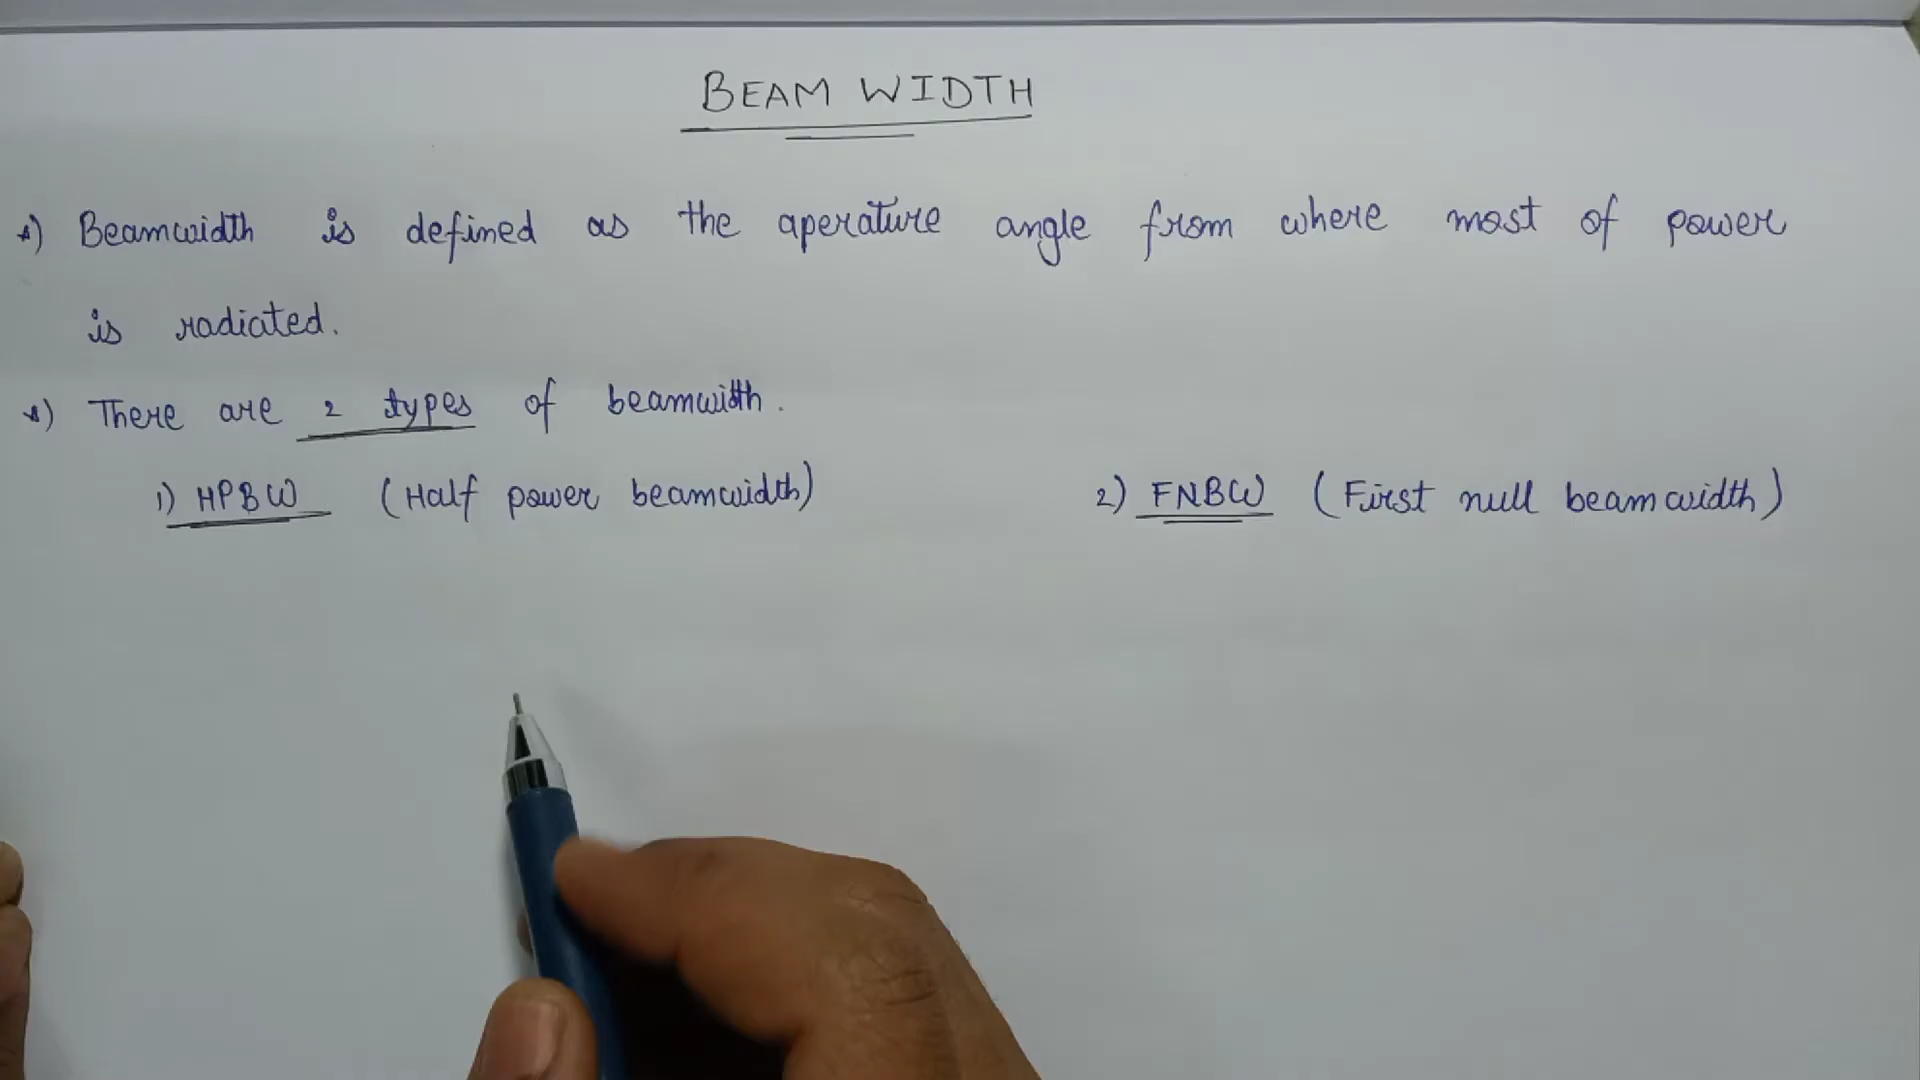 BEAM WIDTH
*) Beamwidth is defined as the aperature angle from where most of power
is radiated.
*) There are 2 types of beamwith.
1) HPBW (Half power beamwidth) 2) FNBW (First null beamwidth)